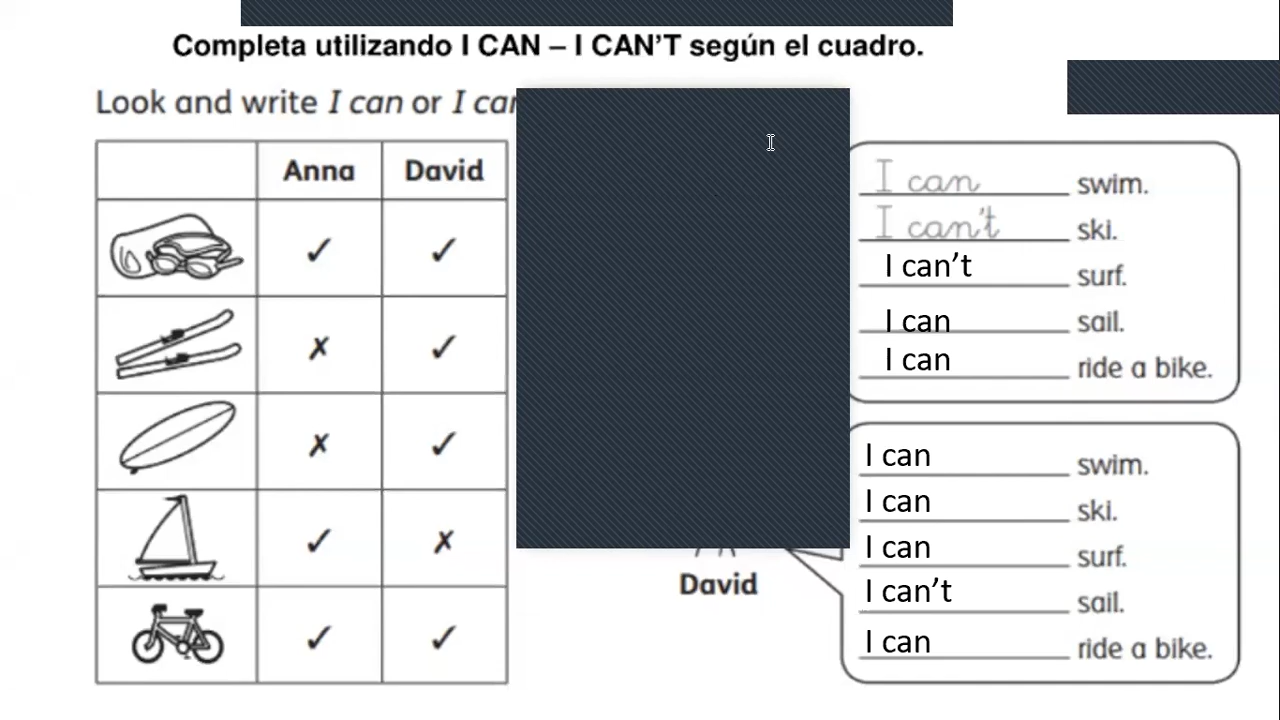 Completa utilizando I CAN – I CAN'T según el cuadro.
Look and write I can or I
Anna David
✓ ✓
✗ ✓
✗ ✓
✓ ✗
✓ ✓
I can swim.
I can't ski.
I can't surf.
I can sail.
I can ride a bike.
David
I can swim.
I can ski.
I can surf.
I can't sail.
I can ride a bike.